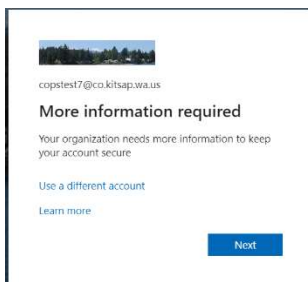 copstest7@co.kitsap.wa.us
More information required
Your organization needs more information to keep
your account secure
Use a different account
Learn more
Next